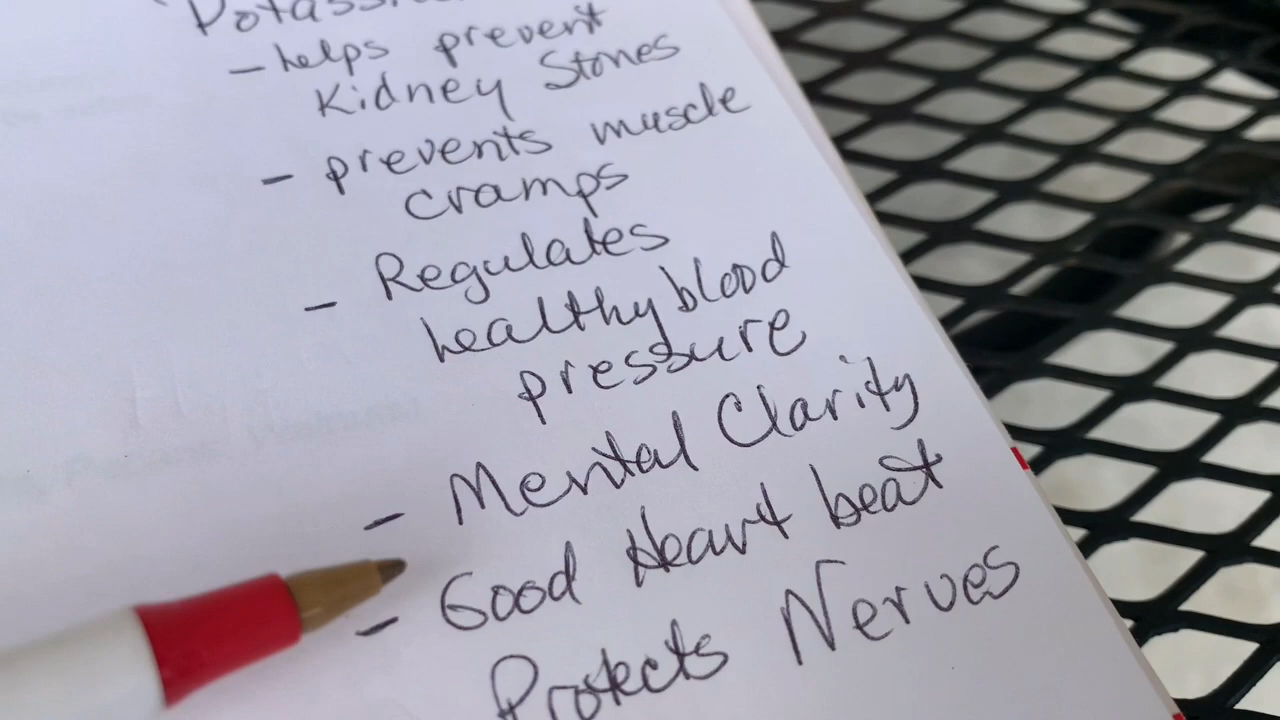 - helps prevent
Kidney Stones
- prevents muscle
cramps
- Regulates
healthy blood
pressure
- Mental Clarity
- Good Heart beat
Protects Nerves